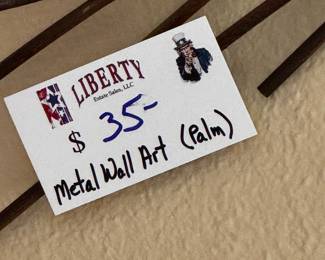 LIBERTY
Estate Sales, LLC
$ 35-
Metal Wall Art (Palm)